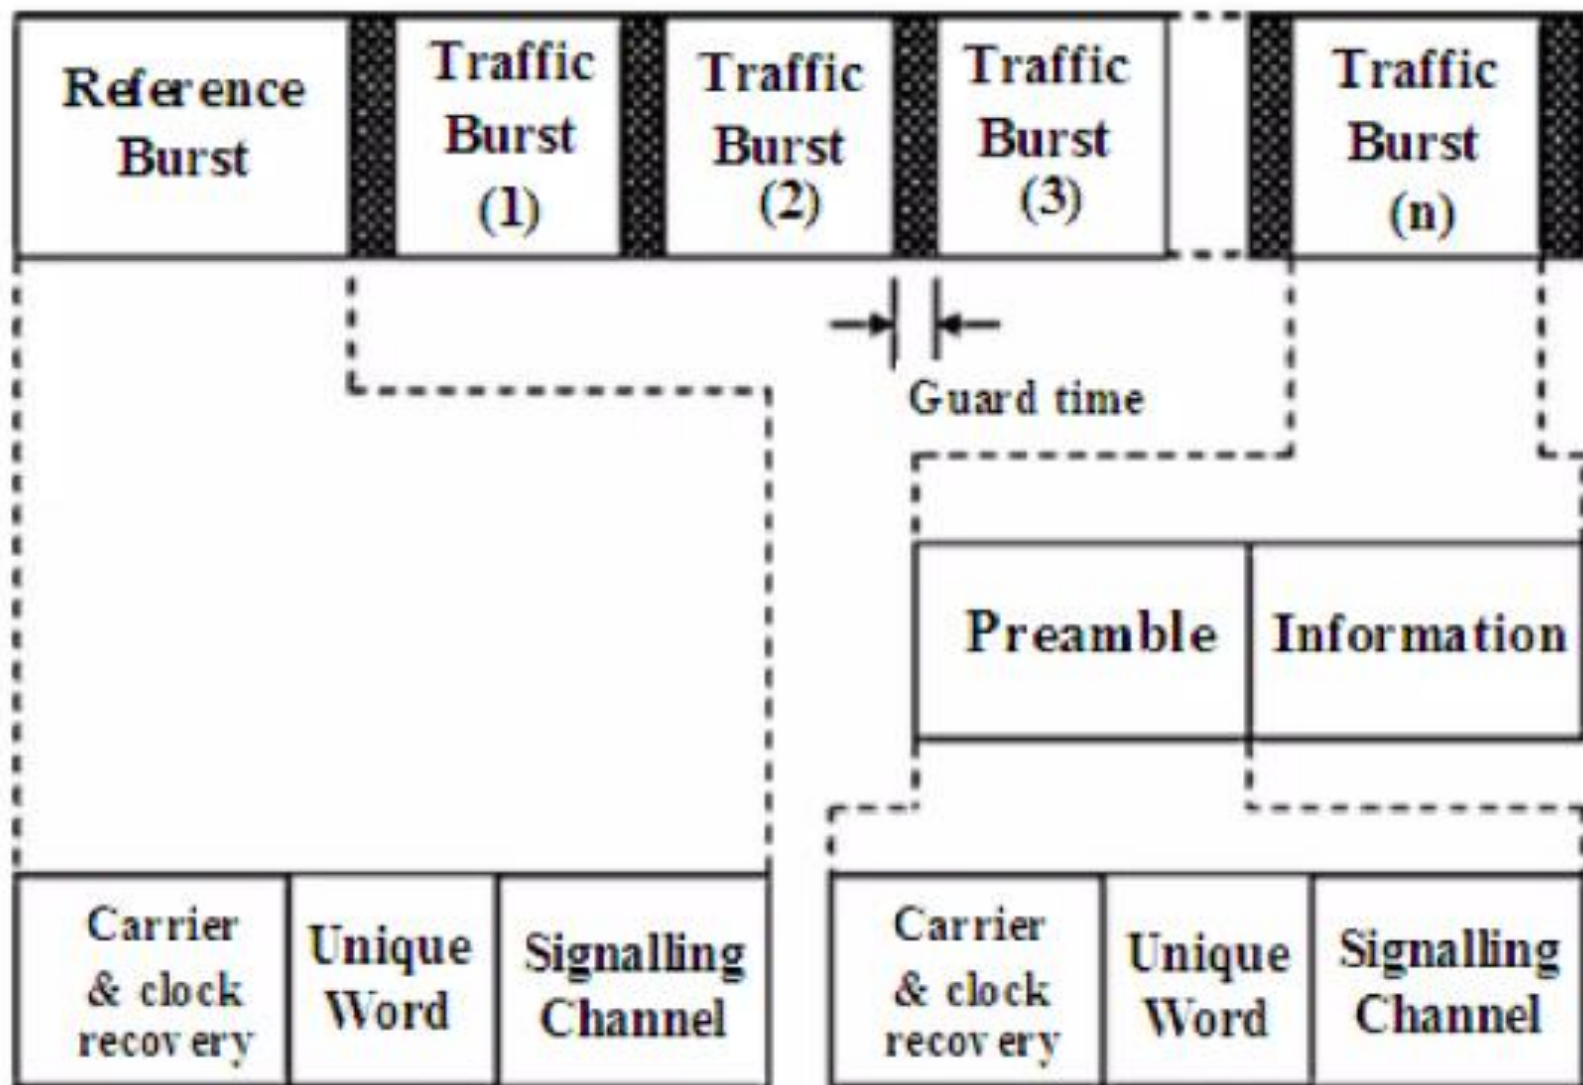 Reference
Burst
Traffic
Burst
(1)
Traffic
Burst
(2)
Traffic
Burst
(3)
Traffic
Burst
(n)
Guard time
Preamble
Information
Carrier
& clock
recovery
Unique
Word
Signalling
Channel
Carrier
& clock
recovery
Unique
Word
Signalling
Channel